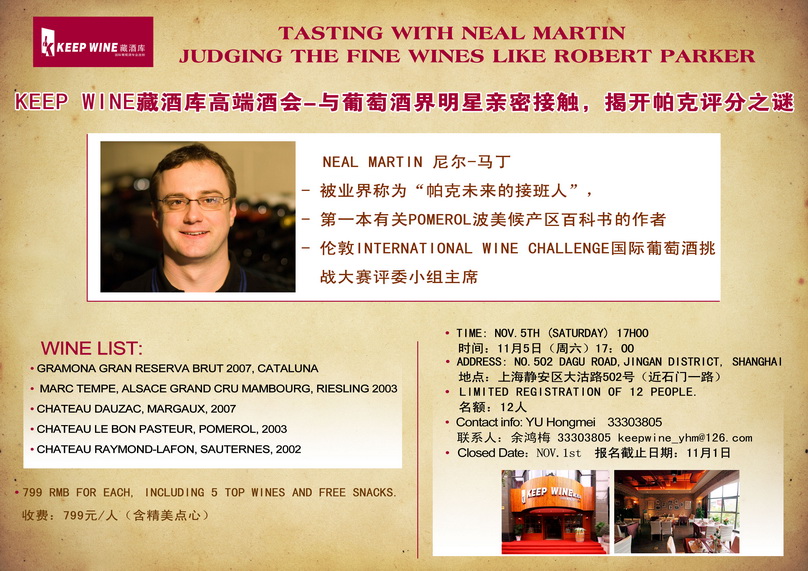 KEEP WINE 藏酒库
TASTING WITH NEAL MARTIN
JUDGING THE FINE WINES LIKE ROBERT PARKER
KEEP WINE藏酒库高端酒会-与葡萄酒界明星亲密接触，揭开帕克评分之谜
NEAL MARTIN 尼尔-马丁
- 被业界称为“帕克未来的接班人”，
- 第一本有关POMEROL波美候产区百科书的作者
- 伦敦INTERNATIONAL WINE CHALLENGE国际葡萄酒挑
战大赛评委小组主席
WINE LIST:
• GRAMONA GRAN RESERVA BRUT 2007, CATALUNA
• MARC TEMPE, ALSACE GRAND CRU MAMBOURG, RIESLING 2003
• CHATEAU DAUZAC, MARGAUX, 2007
• CHATEAU LE BON PASTEUR, POMEROL, 2003
• CHATEAU RAYMOND-LAFON, SAUTERNES, 2002
• 799 RMB FOR EACH, INCLUDING 5 TOP WINES AND FREE SNACKS.
收费：799元/人（含精美点心）
• TIME: NOV.5TH (SATURDAY) 17H00
时间：11月5日（周六）17：00
• ADDRESS: NO.502 DAGU ROAD,JINGAN DISTRICT, SHANGHAI
地点：上海静安区大沽路502号（近石门一路）
• LIMITED REGISTRATION OF 12 PEOPLE.
名额：12人
• Contact info: YU Hongmei 33303805
联系人：余鸿梅 33303805 keepwine_yhm@126.com
• Closed Date：NOV.1st 报名截止日期：11月1日
KEEP WINE